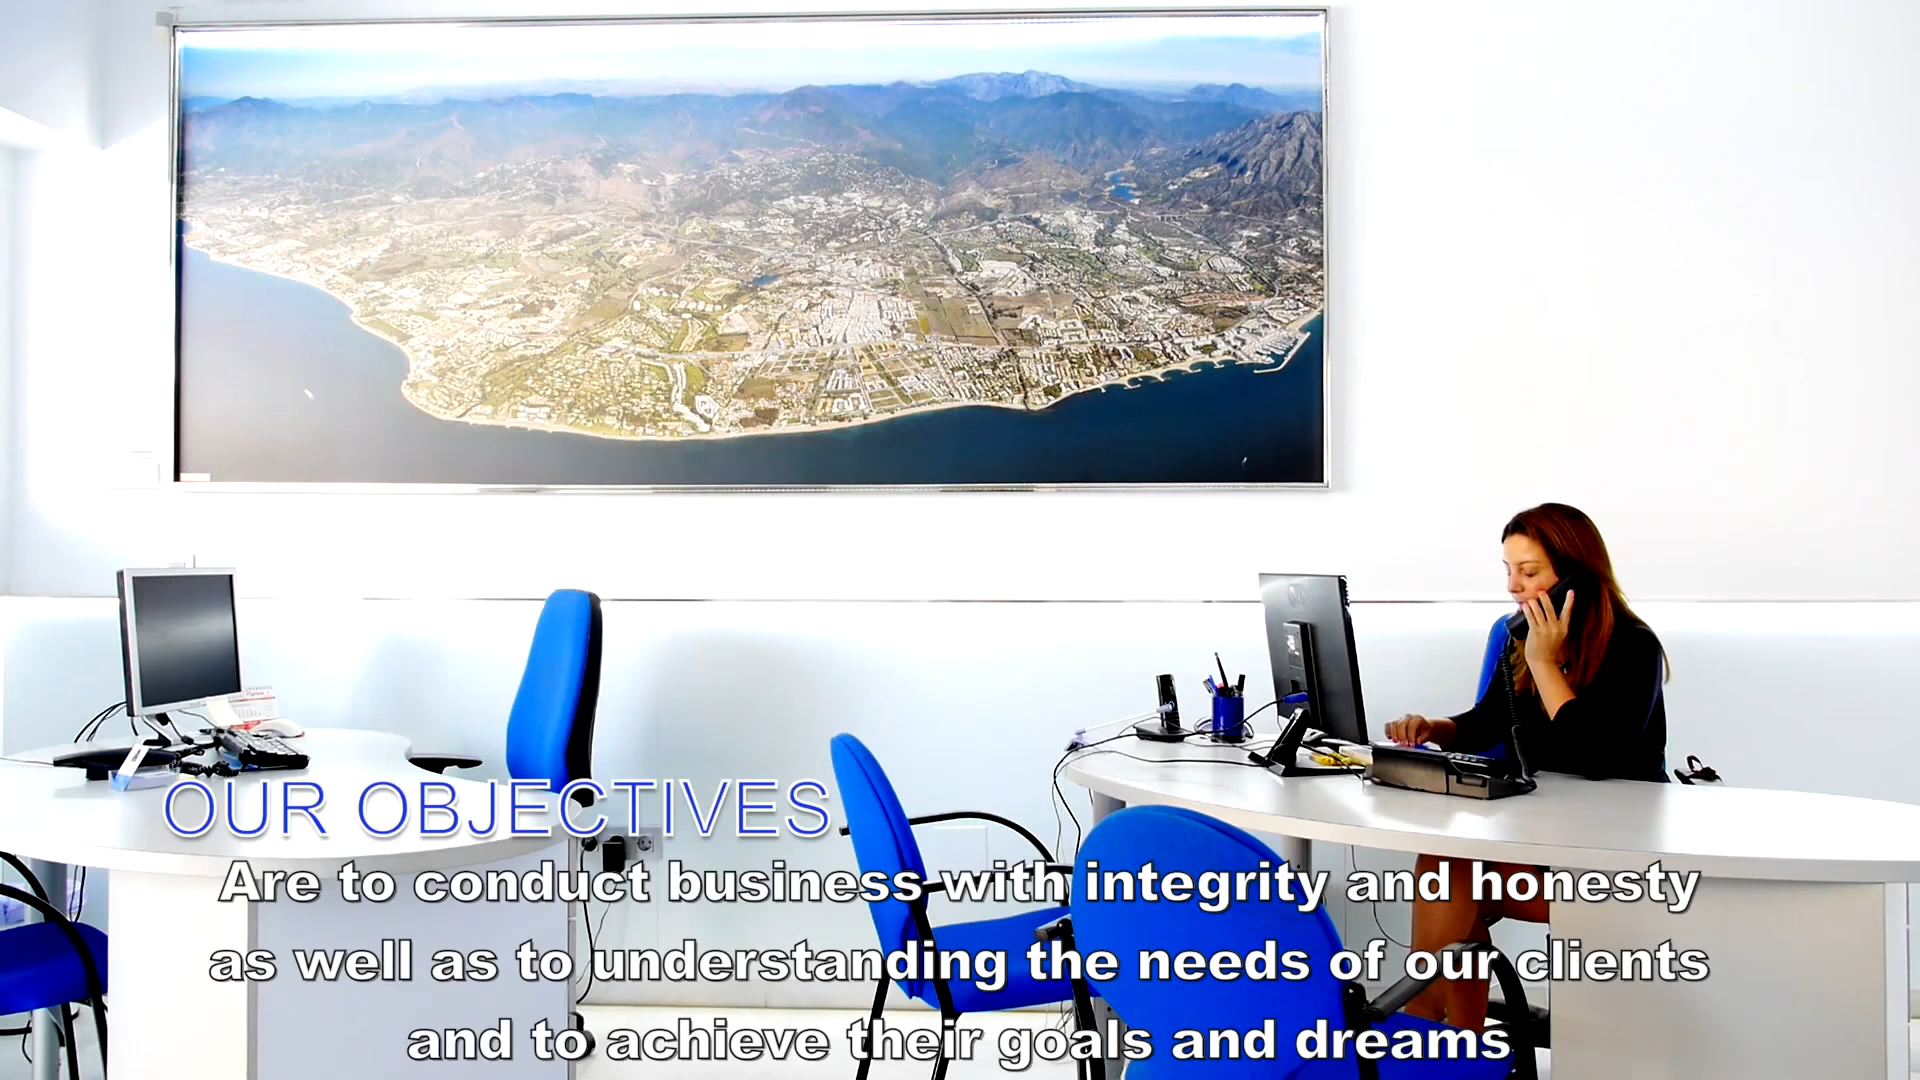 OUR OBJECTIVES
Are to conduct business with integrity and honesty
as well as to understanding the needs of our clients
and to achieve their goals and dreams